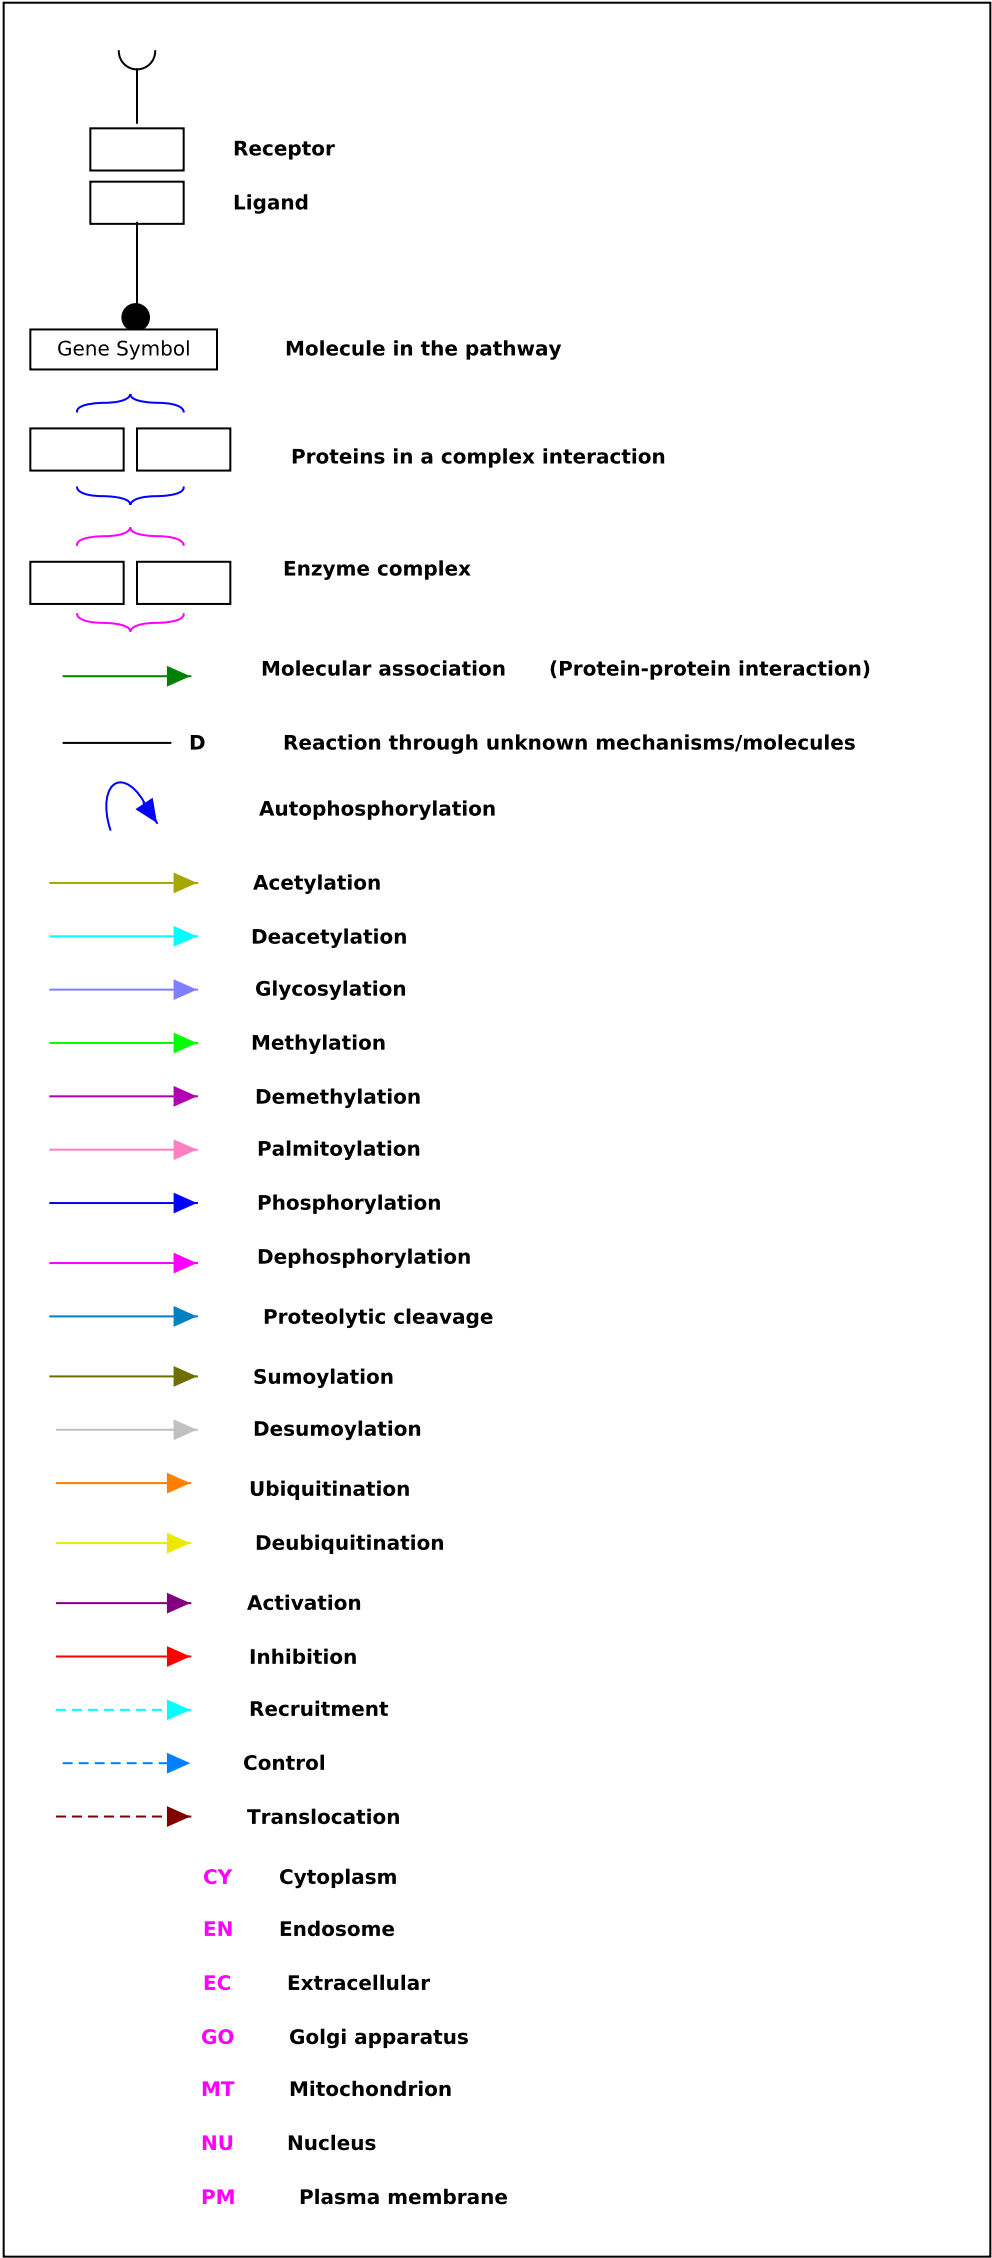 Receptor
Ligand
Gene Symbol Molecule in the pathway
Proteins in a complex interaction
Enzyme complex
Molecular association (Protein-protein interaction)
D Reaction through unknown mechanisms/molecules
Autophosphorylation
Acetylation
Deacetylation
Glycosylation
Methylation
Demethylation
Palmitoylation
Phosphorylation
Dephosphorylation
Proteolytic cleavage
Sumoylation
Desumoylation
Ubiquitination
Deubiquitination
Activation
Inhibition
Recruitment
Control
Translocation
CY Cytoplasm
EN Endosome
EC Extracellular
GO Golgi apparatus
MT Mitochondrion
NU Nucleus
PM Plasma membrane